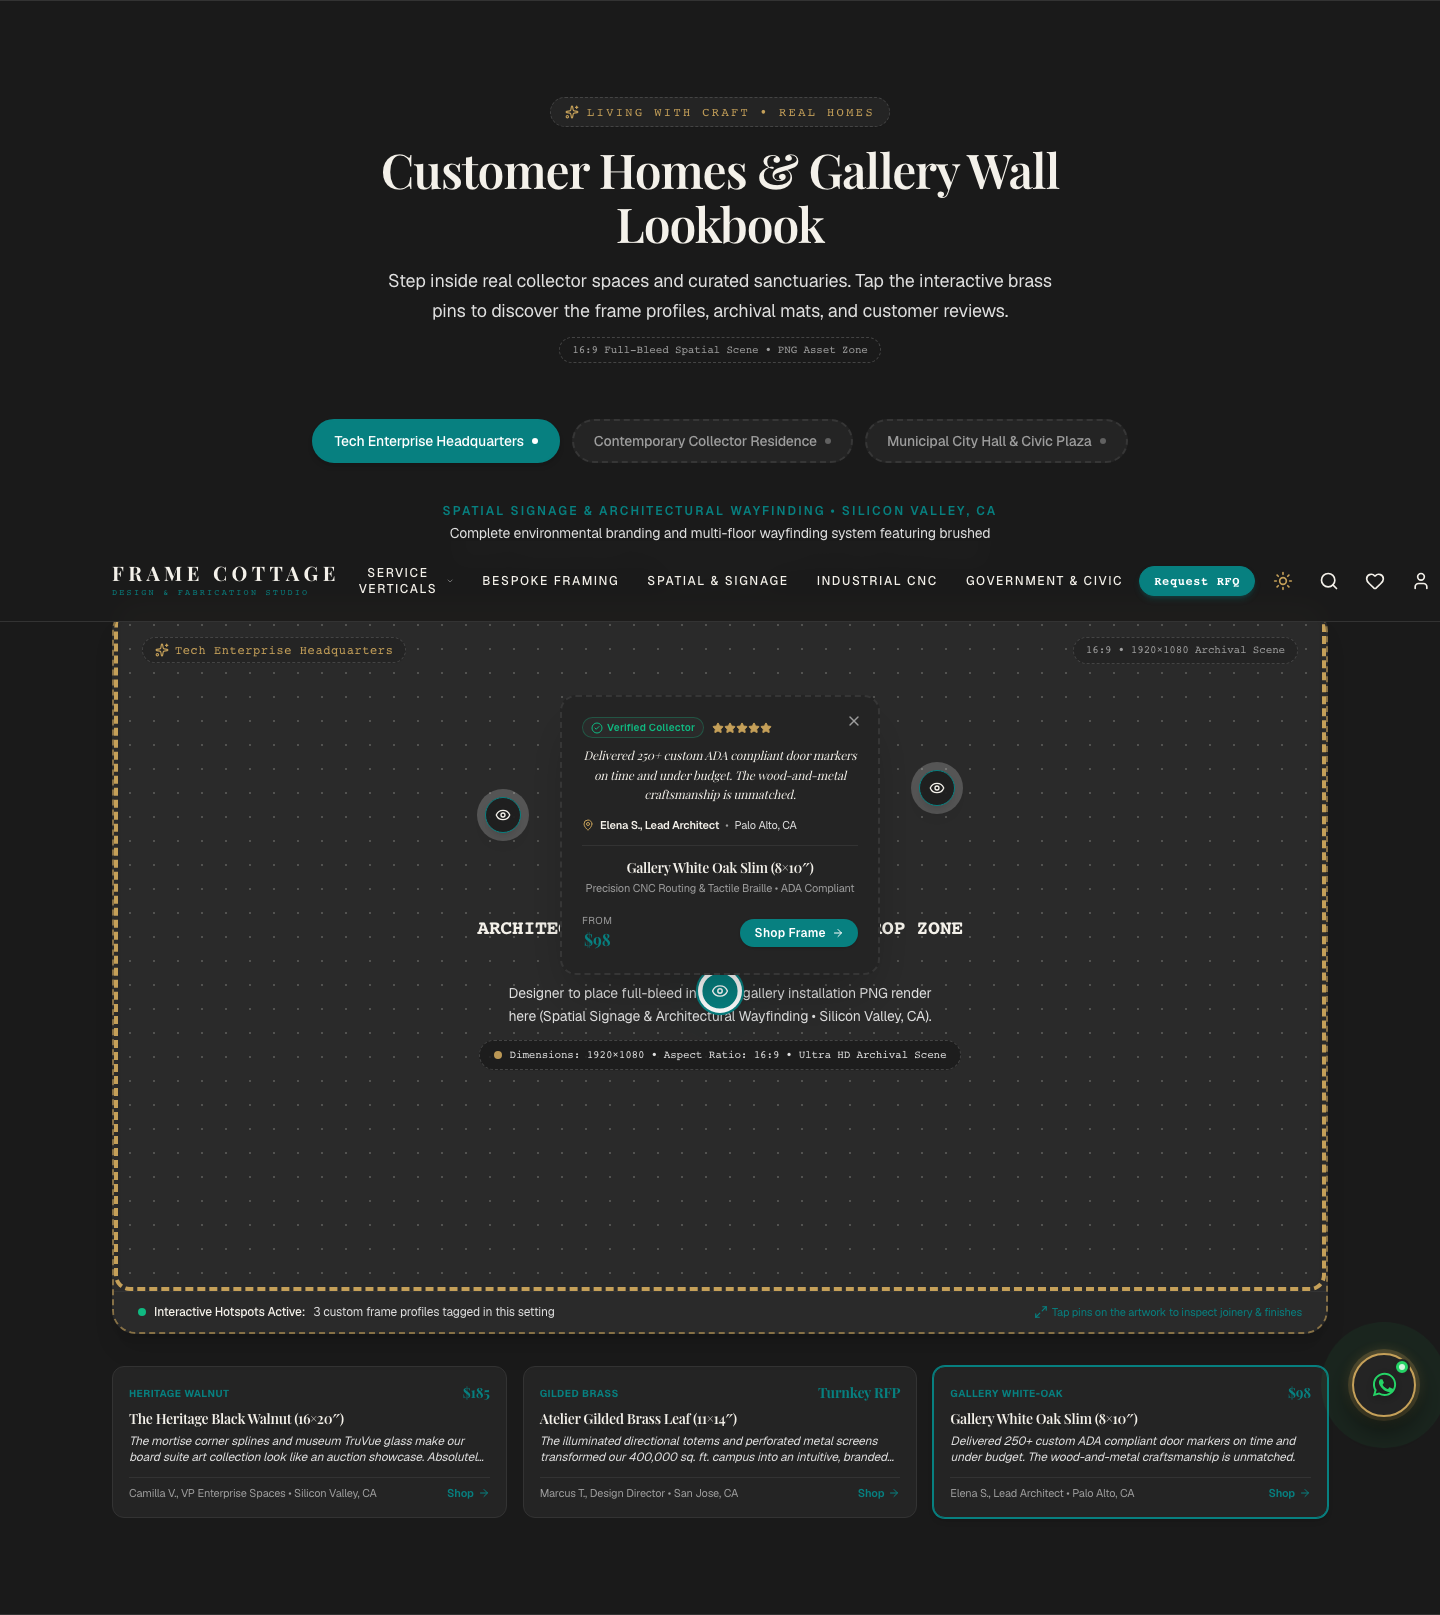 LIVING WITH CRAFT • REAL HOMES
Customer Homes & Gallery Wall
Lookbook
Step inside real collector spaces and curated sanctuaries. Tap the interactive brass
pins to discover the frame profiles, archival mats, and customer reviews.
16:9 Full-Bleed Spatial Scene • PNG Asset Zone
Tech Enterprise Headquarters
Contemporary Collector Residence
Municipal City Hall & Civic Plaza
SPATIAL SIGNAGE & ARCHITECTURAL WAYFINDING • SILICON VALLEY, CA
Complete environmental branding and multi-floor wayfinding system featuring brushed
FRAME COTTAGE
DESIGN & FABRICATION STUDIO
SERVICE
VERTICALS
BESPOKE FRAMING
SPATIAL & SIGNAGE
INDUSTRIAL CNC
GOVERNMENT & CIVIC
Request RFQ
Tech Enterprise Headquarters
16:9 • 1920×1080 Archival Scene
Verified Collector
Delivered 250+ custom ADA compliant door markers
on time and under budget. The wood-and-metal
craftsmanship is unmatched.
Elena S., Lead Architect • Palo Alto, CA
Gallery White Oak Slim (8×10″)
Precision CNC Routing & Tactile Braille • ADA Compliant
FROM
$98
Shop Frame →
ZONE
Designer to place full-bleed in gallery installation PNG render
here (Spatial Signage & Architectural Wayfinding • Silicon Valley, CA).
Dimensions: 1920×1080 • Aspect Ratio: 16:9 • Ultra HD Archival Scene
Interactive Hotspots Active: 3 custom frame profiles tagged in this setting
Tap pins on the artwork to inspect joinery & finishes
HERITAGE WALNUT
$185
The Heritage Black Walnut (16×20″)
The mortise corner splines and museum TruVue glass make our
board suite art collection look like an auction showcase. Absolutel...
Camilla V., VP Enterprise Spaces • Silicon Valley, CA
Shop →
GILDED BRASS
Turnkey RFP
Atelier Gilded Brass Leaf (11×14″)
The illuminated directional totems and perforated metal screens
transformed our 400,000 sq. ft. campus into an intuitive, branded...
Marcus T., Design Director • San Jose, CA
Shop →
GALLERY WHITE-OAK
$98
Gallery White Oak Slim (8×10″)
Delivered 250+ custom ADA compliant door markers on time and
under budget. The wood-and-metal craftsmanship is unmatched.
Elena S., Lead Architect • Palo Alto, CA
Shop →